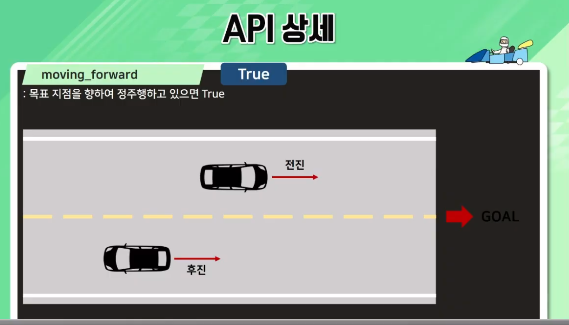 API 상세
moving_forward
True
: 목표 지점을 향하여 정주행하고 있으면 True
전진
GOAL
후진